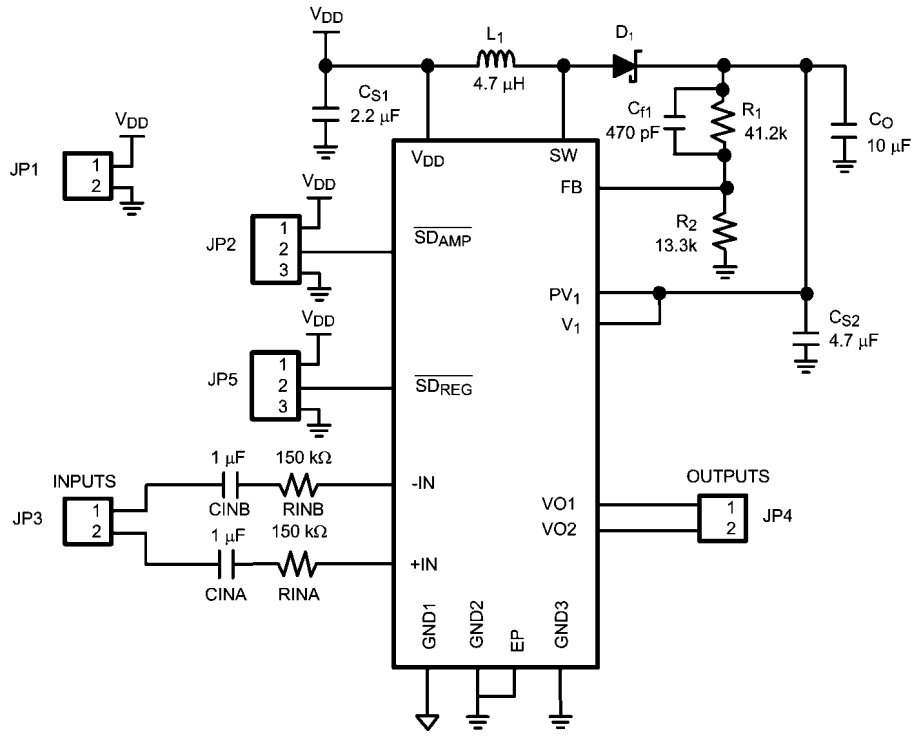 VDD
L1
4.7 μH
D1
CS1
2.2 μF
Cf1
470 pF
R1
41.2k
CO
10 μF
VDD
JP1
1
2
VDD
SW
FB
VDD
JP2
1
2
3
SDAMP
R2
13.3k
PV1
V1
CS2
4.7 μF
VDD
JP5
1
2
3
SDREG
1 μF
150 kΩ
INPUTS
CINB
RINB
-IN
JP3
1
2
1 μF
150 kΩ
CINA
RINA
+IN
OUTPUTS
VO1
VO2
1
2
JP4
GND1
GND2
EP
GND3